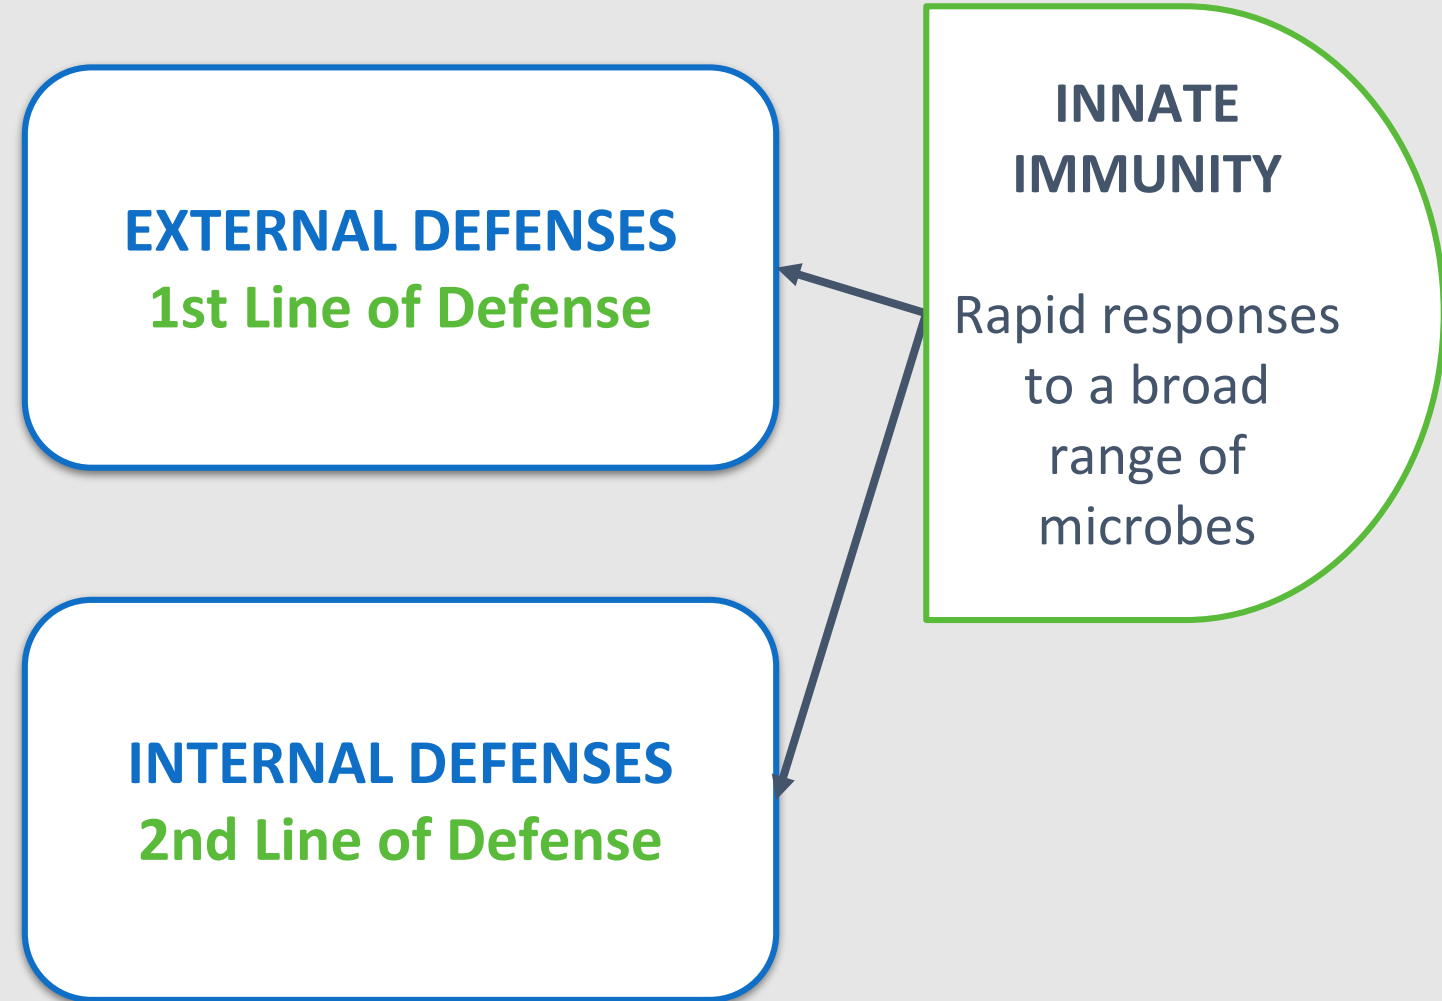 EXTERNAL DEFENSES
1st Line of Defense
INTERNAL DEFENSES
2nd Line of Defense
INNATE
IMMUNITY
Rapid responses
to a broad
range of
microbes